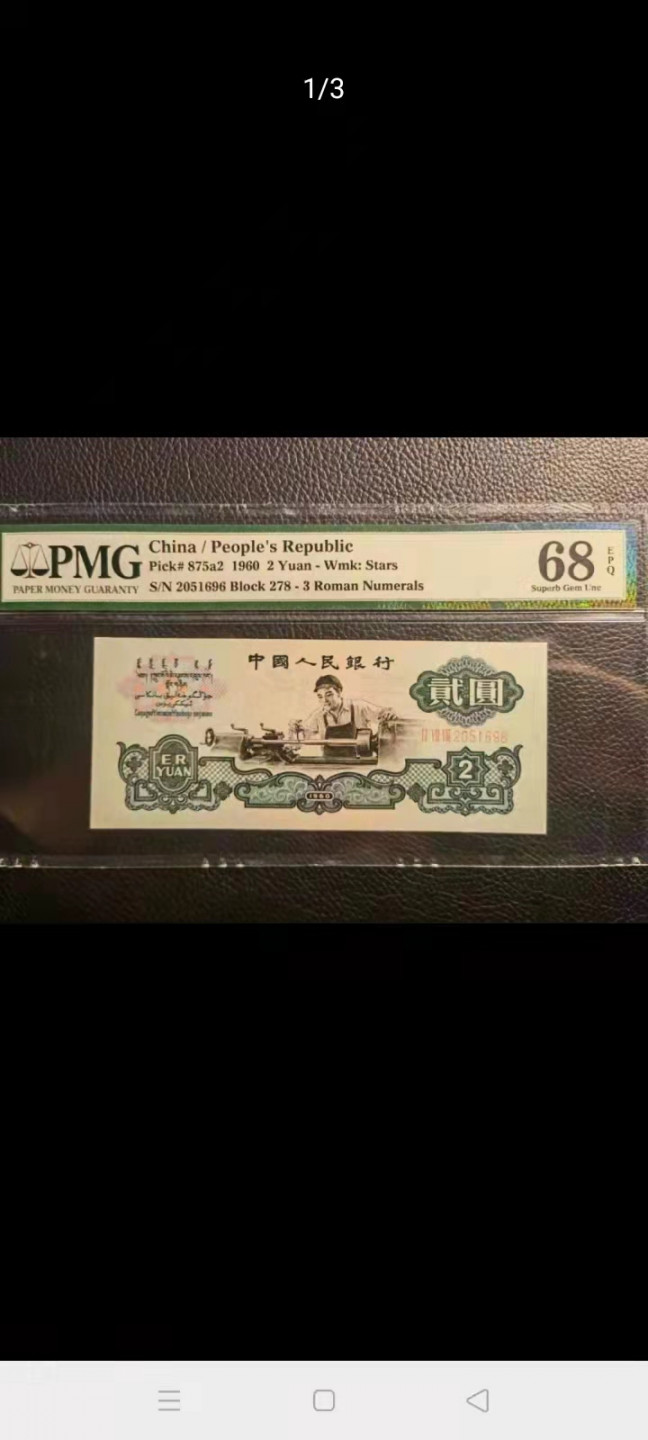 1/3
PMG
PAPER MONEY GUARANTY
China / People's Republic
Pick# 875a2 1960 2 Yuan - Wmk: Stars
S/N 2051696 Block 278 - 3 Roman Numerals
68
EPQ
Superb Gem Unc
中國人民銀行
貳圓
2051696
ER
YUAN
2
1960